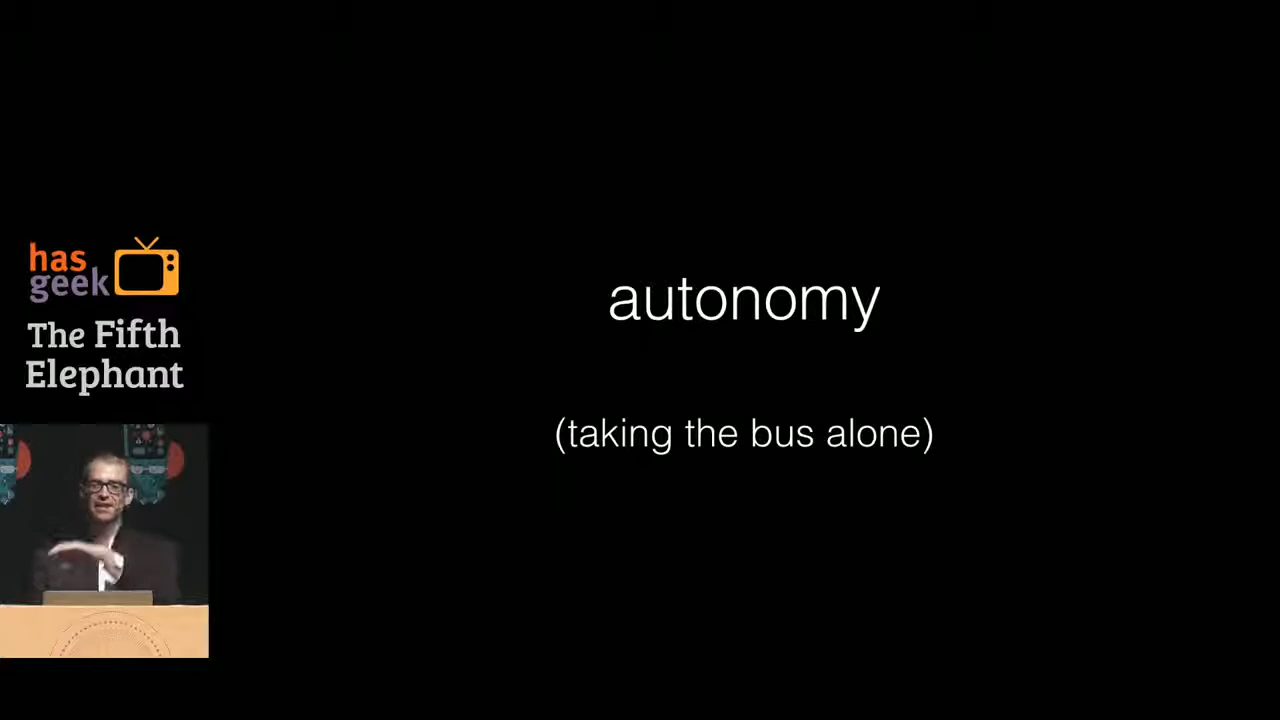 has
geek
The Fifth
Elephant
autonomy
(taking the bus alone)